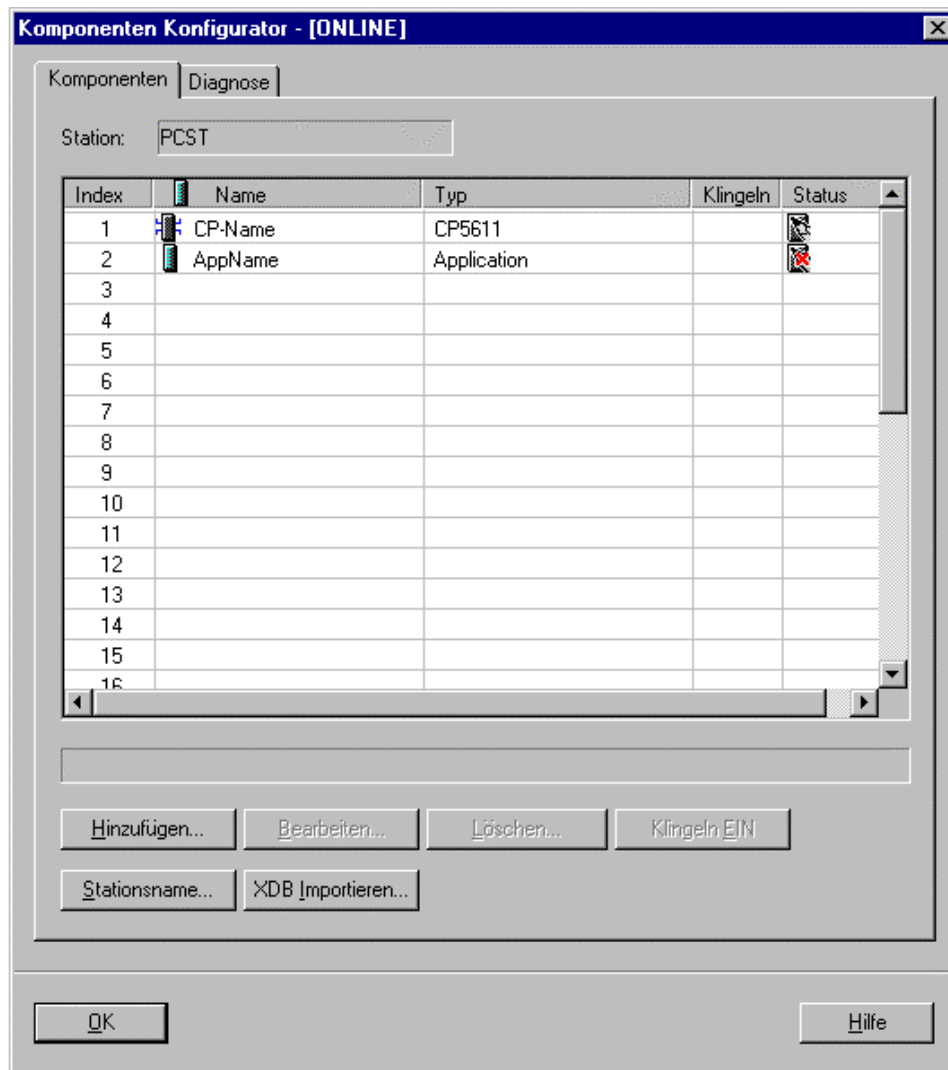 Komponenten Konfigurator - [ONLINE]
Komponenten Diagnose
Station: PCST
Index Name Typ Klingeln Status
1 CP-Name CP5611
2 AppName Application
3
4
5
6
7
8
9
10
11
12
13
14
15
16
Hinzufügen... Bearbeiten... Löschen... Klingeln EIN
Stationsname... XDB Importieren...
OK Hilfe